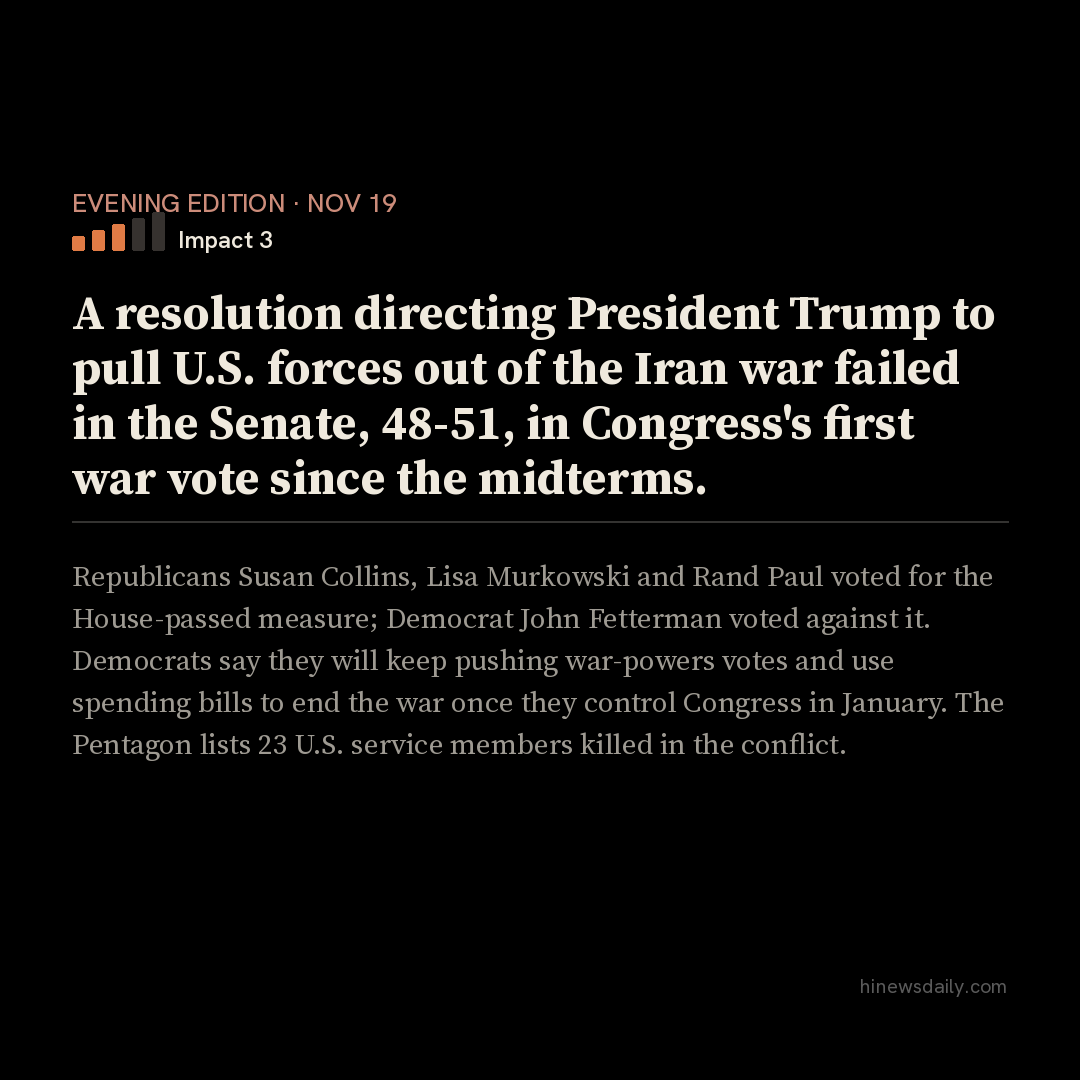 EVENING EDITION · NOV 19
Impact 3
A resolution directing President Trump to
pull U.S. forces out of the Iran war failed
in the Senate, 48-51, in Congress's first
war vote since the midterms.
Republicans Susan Collins, Lisa Murkowski and Rand Paul voted for the
House-passed measure; Democrat John Fetterman voted against it.
Democrats say they will keep pushing war-powers votes and use
spending bills to end the war once they control Congress in January. The
Pentagon lists 23 U.S. service members killed in the conflict.
hinewsdaily.com